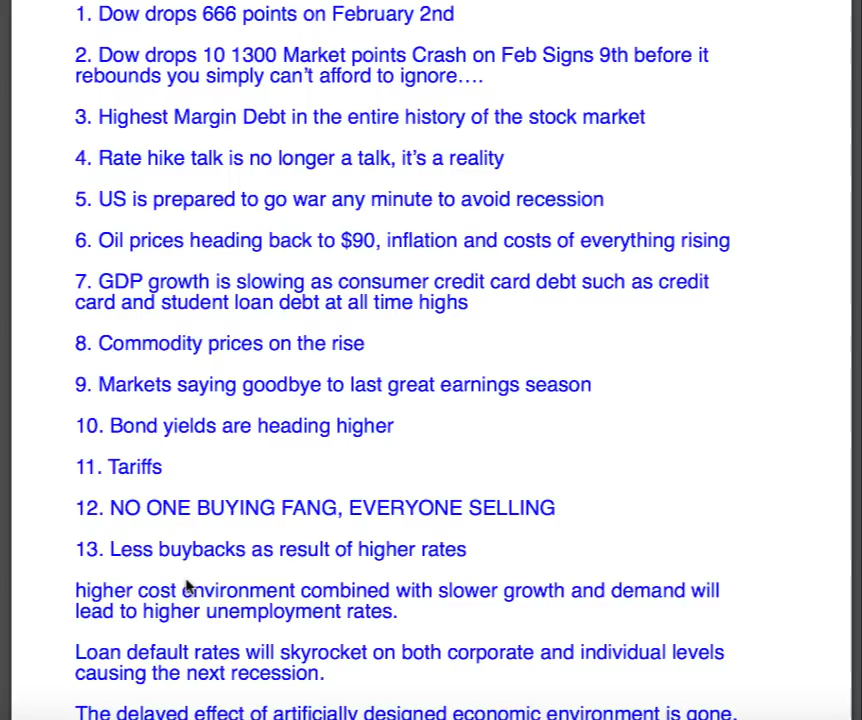 1. Dow drops 666 points on February 2nd
2. Dow drops 10 1300 Market points Crash on Feb Signs 9th before it
rebounds you simply can't afford to ignore….
3. Highest Margin Debt in the entire history of the stock market
4. Rate hike talk is no longer a talk, it's a reality
5. US is prepared to go war any minute to avoid recession
6. Oil prices heading back to $90, inflation and costs of everything rising
7. GDP growth is slowing as consumer credit card debt such as credit
card and student loan debt at all time highs
8. Commodity prices on the rise
9. Markets saying goodbye to last great earnings season
10. Bond yields are heading higher
11. Tariffs
12. NO ONE BUYING FANG, EVERYONE SELLING
13. Less buybacks as result of higher rates
higher cost environment combined with slower growth and demand will
lead to higher unemployment rates.
Loan default rates will skyrocket on both corporate and individual levels
causing the next recession.
The delayed effect of artificially designed economic environment is gone.